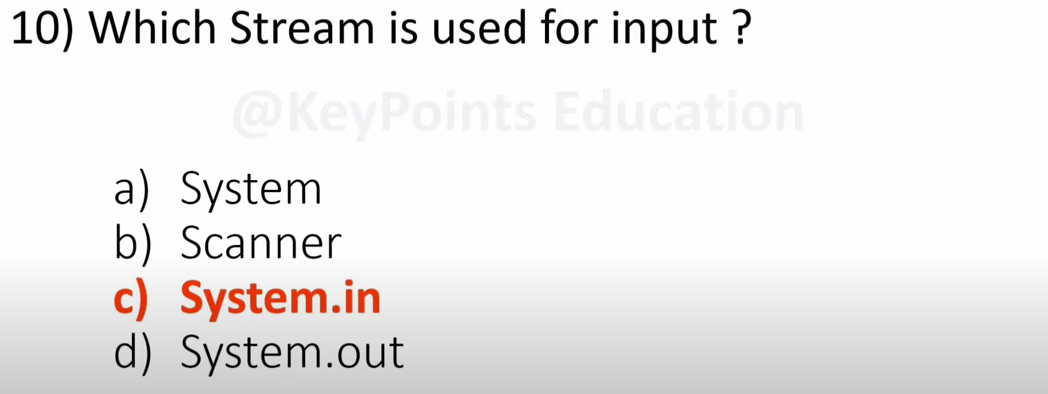 10) Which Stream is used for input ?
@KeyPoints Education
a) System
b) Scanner
c) System.in
d) System.out